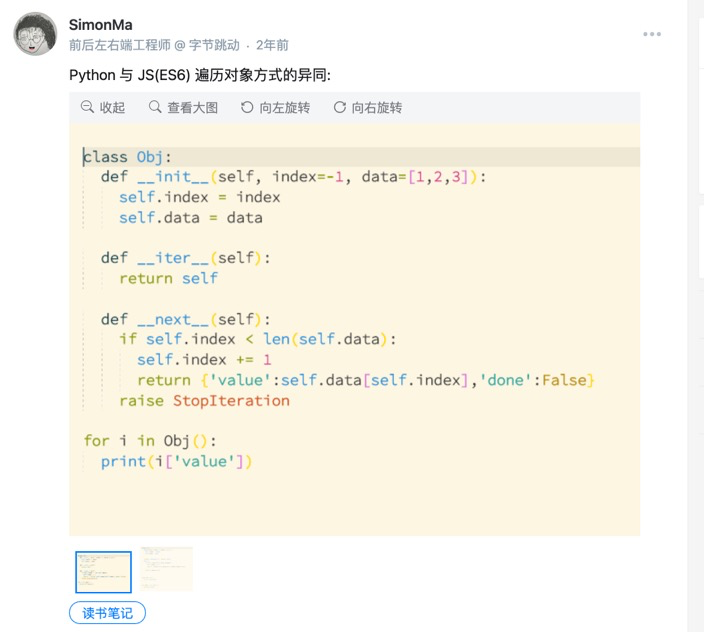 SimonMa
前后左右端工程师 @ 字节跳动 · 2年前
Python 与 JS(ES6) 遍历对象方式的异同:
收起 查看大图 向左旋转 向右旋转
class Obj:
  def __init__(self, index=-1, data=[1,2,3]):
    self.index = index
    self.data = data
  def __iter__(self):
    return self
  def __next__(self):
    if self.index < len(self.data):
      self.index += 1
      return {'value':self.data[self.index],'done':False}
    raise StopIteration
for i in Obj():
  print(i['value'])
读书笔记